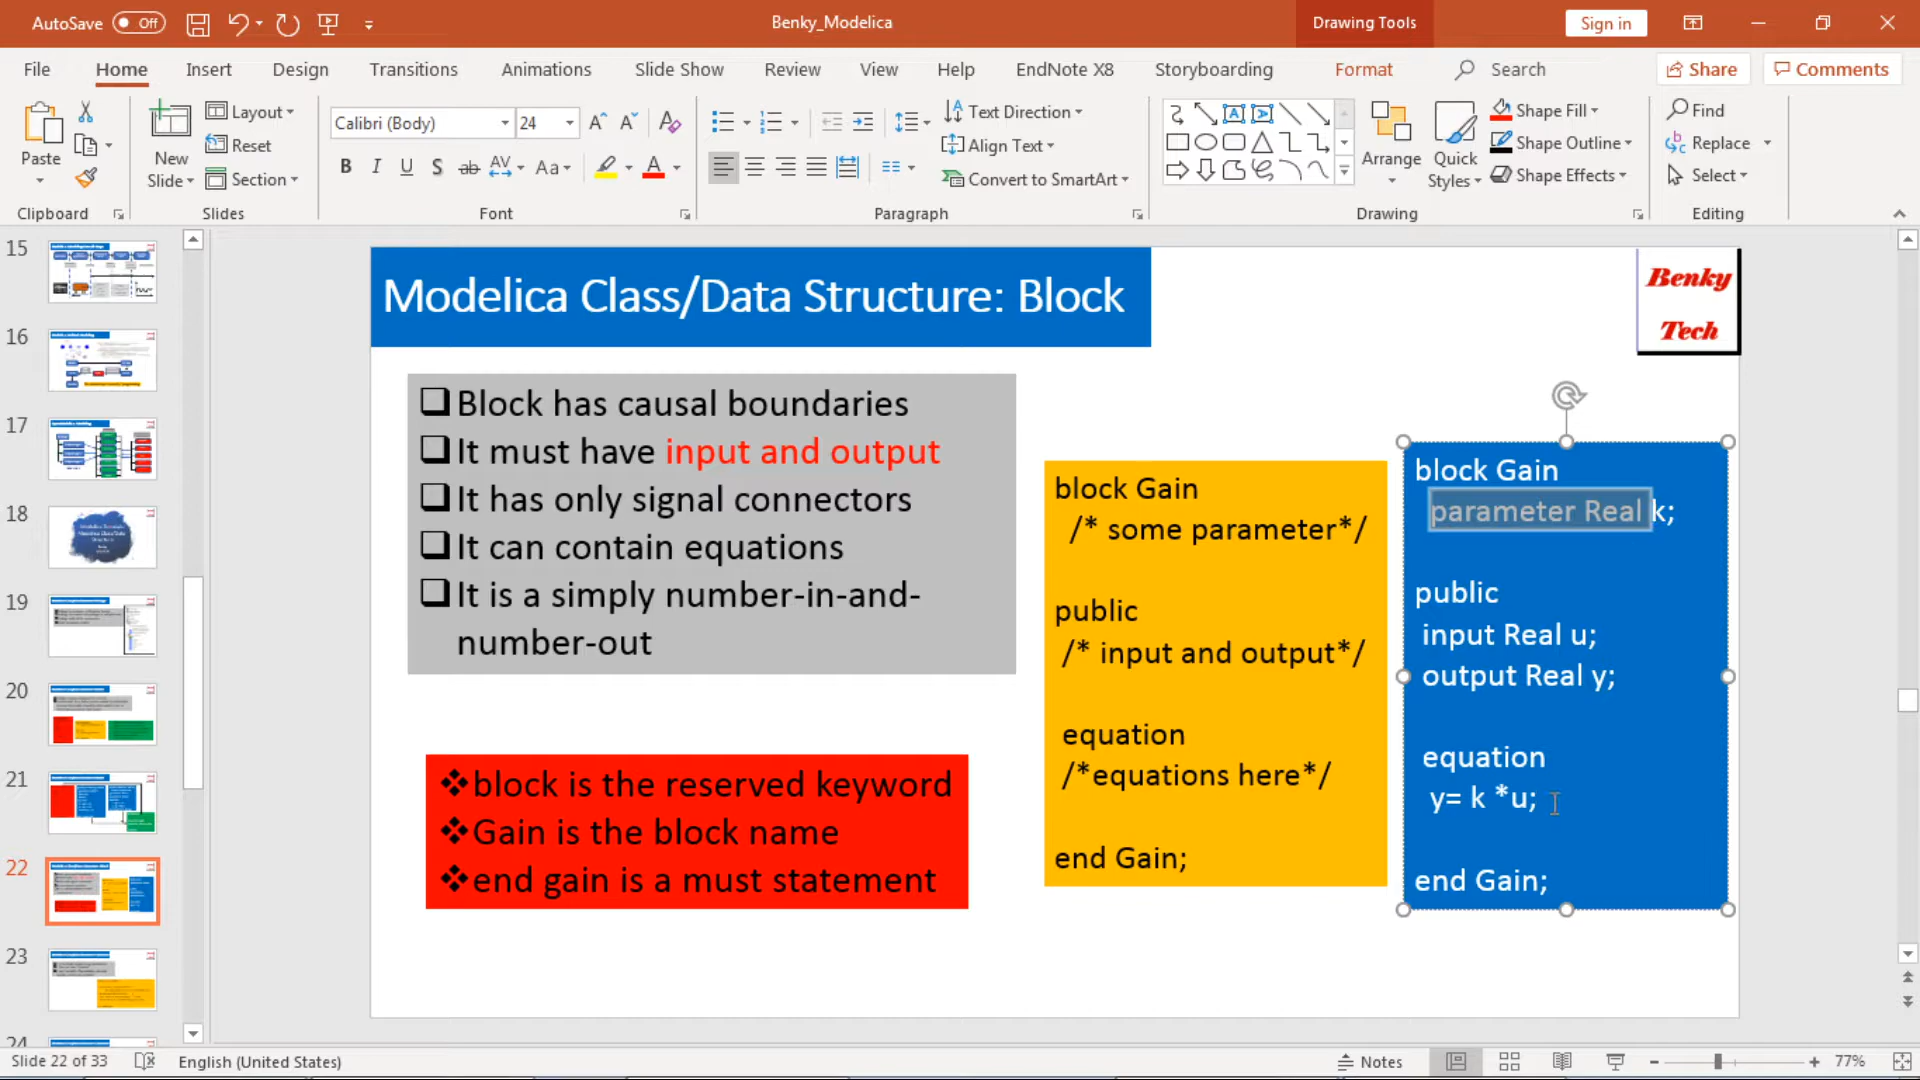 AutoSave Off
Benky_Modelica
Drawing Tools
Sign in
File Home Insert Design Transitions Animations Slide Show Review View Help EndNote X8 Storyboarding Format Search Share Comments
Paste
New Slide
Layout
Reset
Section
Calibri (Body) 24
Text Direction
Align Text
Convert to SmartArt
Arrange
Quick Styles
Shape Fill
Shape Outline
Shape Effects
Find
Replace
Select
Clipboard Slides Font Paragraph Drawing Editing
15
16
17
18
19
20
21
22
23
24
Modelica Class/Data Structure: Block
Benky
Tech
Block has causal boundaries
It must have input and output
It has only signal connectors
It can contain equations
It is a simply number-in-and-
number-out
block is the reserved keyword
Gain is the block name
end gain is a must statement
block Gain
/* some parameter*/
public
/* input and output*/
equation
/*equations here*/
end Gain;
block Gain
parameter Real k;
public
input Real u;
output Real y;
equation
y= k *u;
end Gain;
Slide 22 of 33
English (United States)
Notes
77%